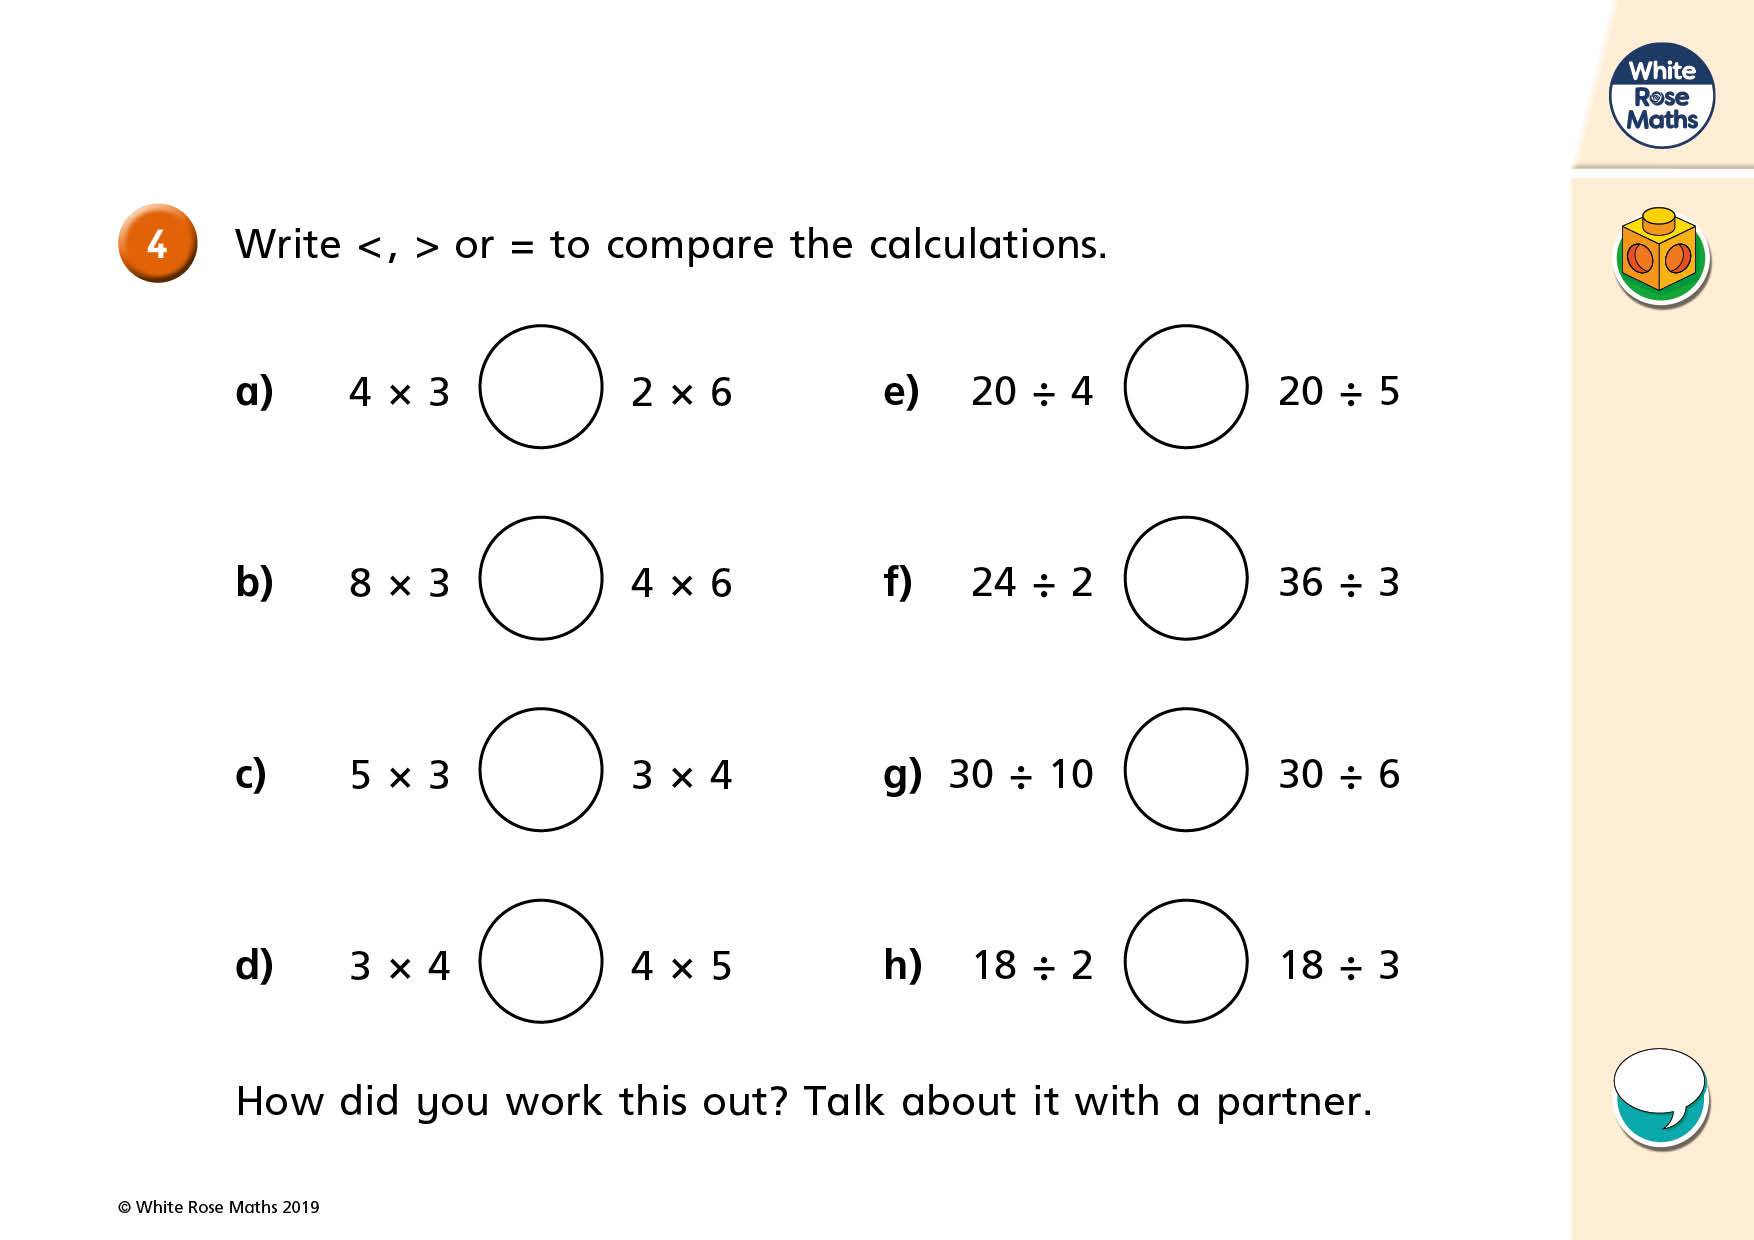 White
Rose
Maths
4 Write <, > or = to compare the calculations.
a) 4 × 3 2 × 6
b) 8 × 3 4 × 6
c) 5 × 3 3 × 4
d) 3 × 4 4 × 5
e) 20 ÷ 4 20 ÷ 5
f) 24 ÷ 2 36 ÷ 3
g) 30 ÷ 10 30 ÷ 6
h) 18 ÷ 2 18 ÷ 3
How did you work this out? Talk about it with a partner.
© White Rose Maths 2019